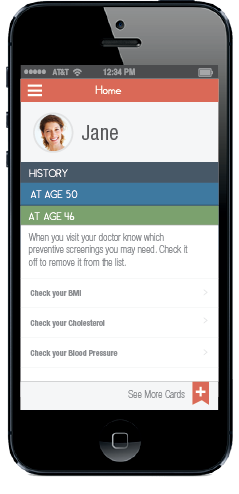 AT&T 12:34 PM
Home
Jane
HISTORY
AT AGE 50
AT AGE 46
When you visit your doctor know which
preventive screenings you may need. Check it
off to remove it from the list.
Check your BMI
Check your Cholesterol
Check your Blood Pressure
See More Cards